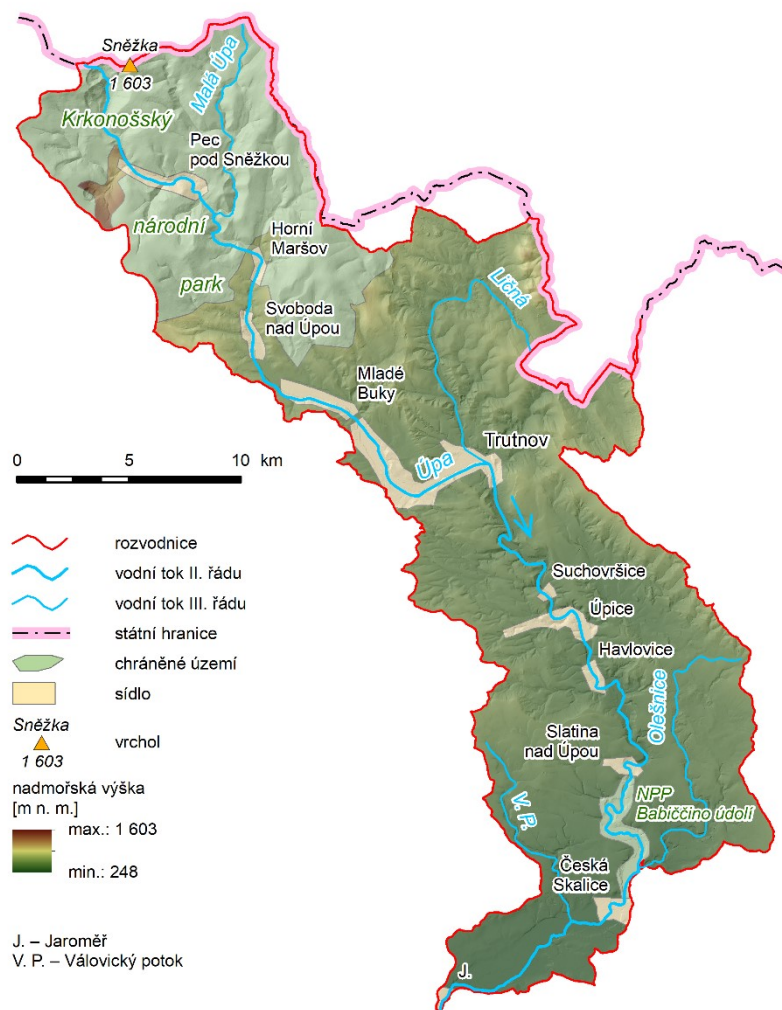 Sněžka
1 603
Malá Úpa
Krkonošský
Pec
pod Sněžkou
národní
Horní
Maršov
park
Ličná
Svoboda
nad Úpou
Mladé
Buky
0 5 10 km
Trutnov
Úpa
rozvodnice
vodní tok II. řádu
vodní tok III. řádu
státní hranice
chráněné území
sídlo
Sněžka
1 603
vrchol
nadmořská výška
[m n. m.]
max.: 1 603
min.: 248
J. – Jaroměř
V. P. – Válovický potok
Suchovršice
Úpice
Havlovice
Olešnice
Slatina
nad Úpou
NPP
Babiččino údolí
V. P.
Česká
Skalice
J.